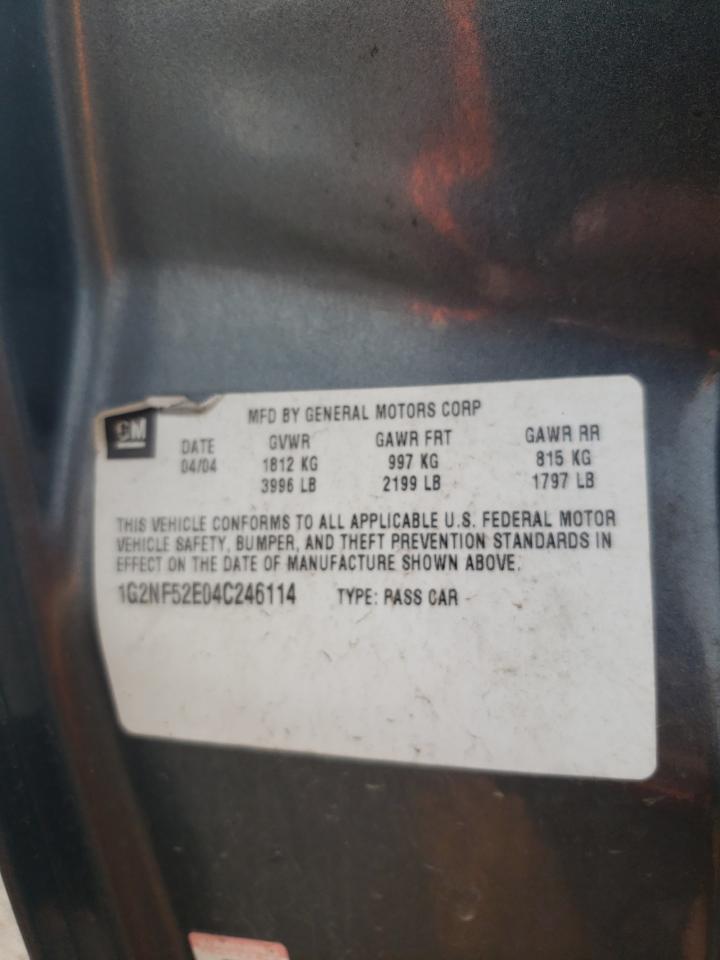 MFD BY GENERAL MOTORS CORP
GM
DATE GVWR GAWR FRT GAWR RR
04/04 1812 KG 997 KG 815 KG
3996 LB 2199 LB 1797 LB
THIS VEHICLE CONFORMS TO ALL APPLICABLE U.S. FEDERAL MOTOR
VEHICLE SAFETY, BUMPER, AND THEFT PREVENTION STANDARDS IN
EFFECT ON THE DATE OF MANUFACTURE SHOWN ABOVE.
1G2NF52E04C246114 TYPE: PASS CAR